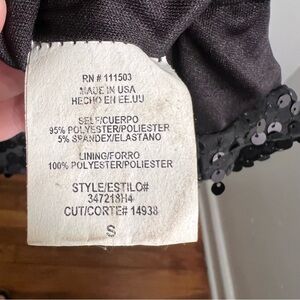 RN # 111503
MADE IN USA
HECHO EN EE.UU
SELF/CUERPO
95% POLYESTER/POLIESTER
5% SPANDEX/ELASTANO
LINING/FORRO
100% POLYESTER/POLIESTER
STYLE/ESTILO#
347218H4
CUT/CORTE# 14938
S